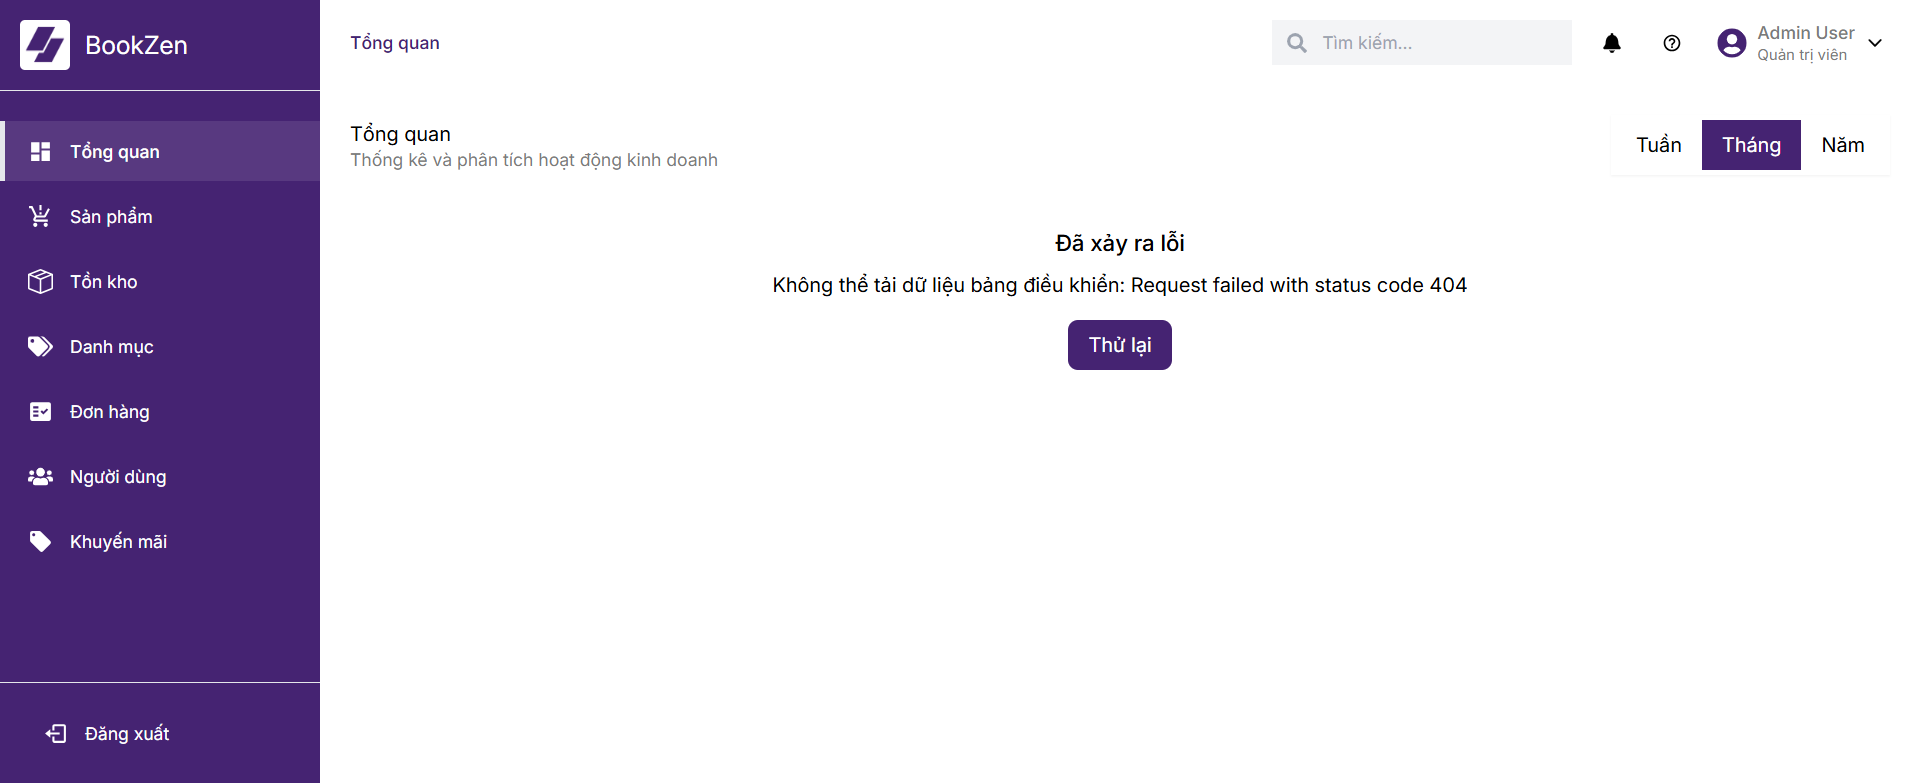 BookZen
Tổng quan
Sản phẩm
Tồn kho
Danh mục
Đơn hàng
Người dùng
Khuyến mãi
Đăng xuất
Tổng quan
Tìm kiếm...
Admin User
Quản trị viên
Tổng quan
Thống kê và phân tích hoạt động kinh doanh
Tuần Tháng Năm
Đã xảy ra lỗi
Không thể tải dữ liệu bảng điều khiển: Request failed with status code 404
Thử lại